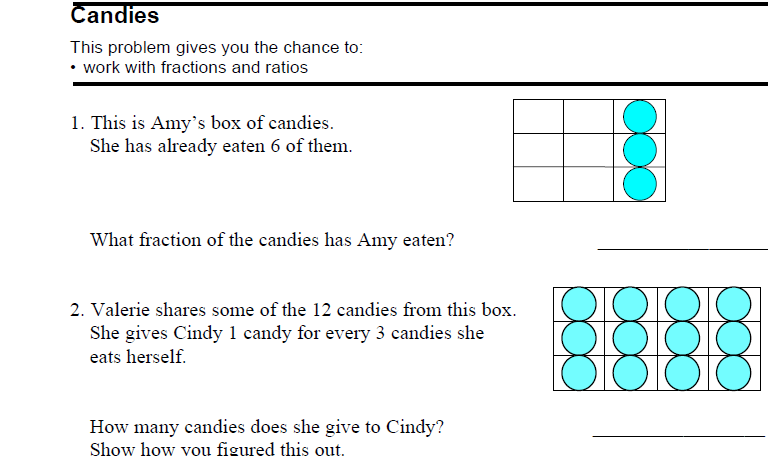 Candies
This problem gives you the chance to:
• work with fractions and ratios
1. This is Amy’s box of candies.
She has already eaten 6 of them.
What fraction of the candies has Amy eaten?
2. Valerie shares some of the 12 candies from this box.
She gives Cindy 1 candy for every 3 candies she
eats herself.
How many candies does she give to Cindy?
Show how you figured this out.